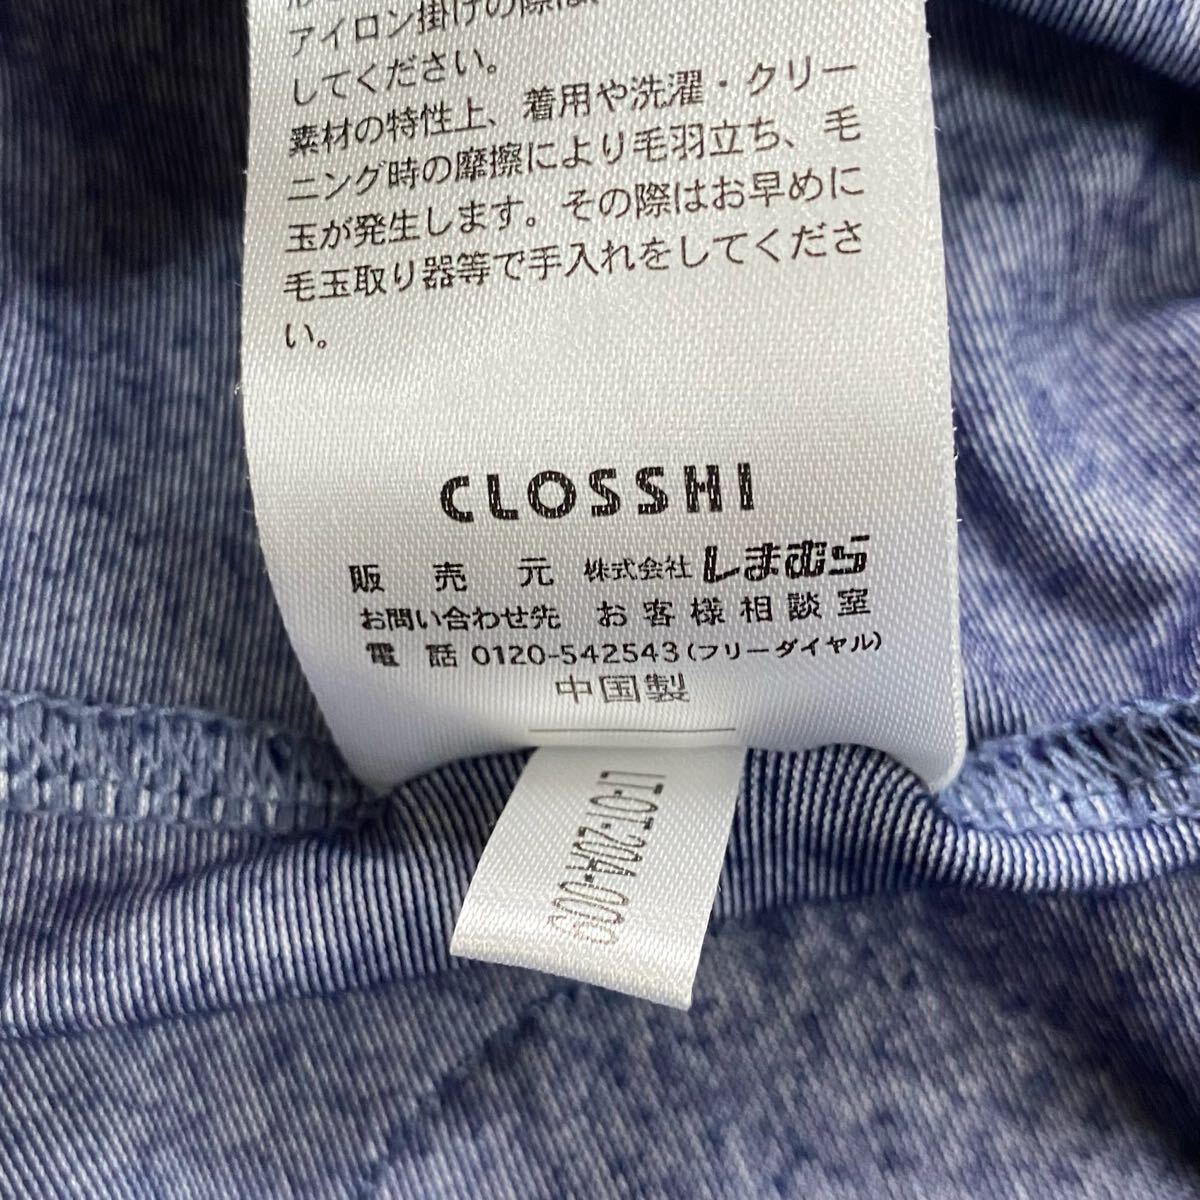 アイロン掛けの際は、
してください。
素材の特性上、着用や洗濯・クリー
ニング時の摩擦により毛羽立ち、毛
玉が発生します。その際はお早めに
毛玉取り器等で手入れをしてくださ
い。
CLOSSHI
販売元 株式会社しまむら
お問い合わせ先 お客様相談室
電話 0120-542543(フリーダイヤル)
中国製